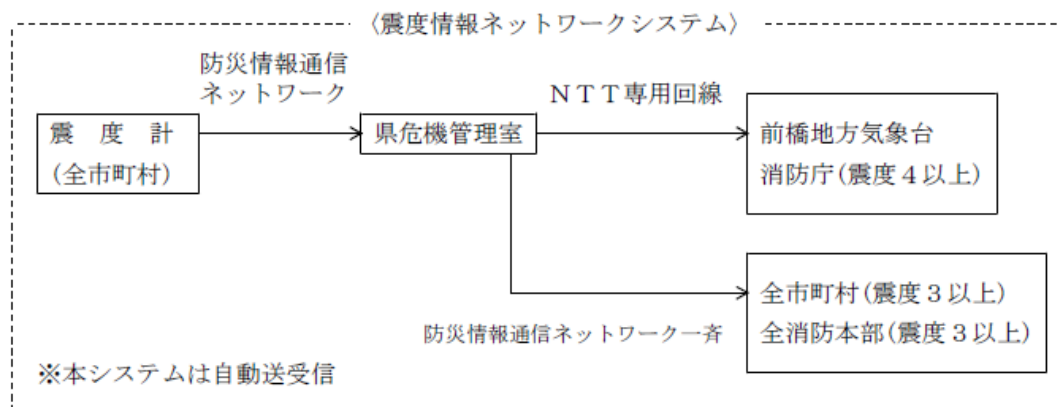 〈震度情報ネットワークシステム〉
防災情報通信
ネットワーク
震度計
(全市町村)
県危機管理室
ＮＴＴ専用回線
前橋地方気象台
消防庁(震度４以上)
全市町村(震度３以上)
全消防本部(震度３以上)
防災情報通信ネットワーク一斉
※本システムは自動送受信